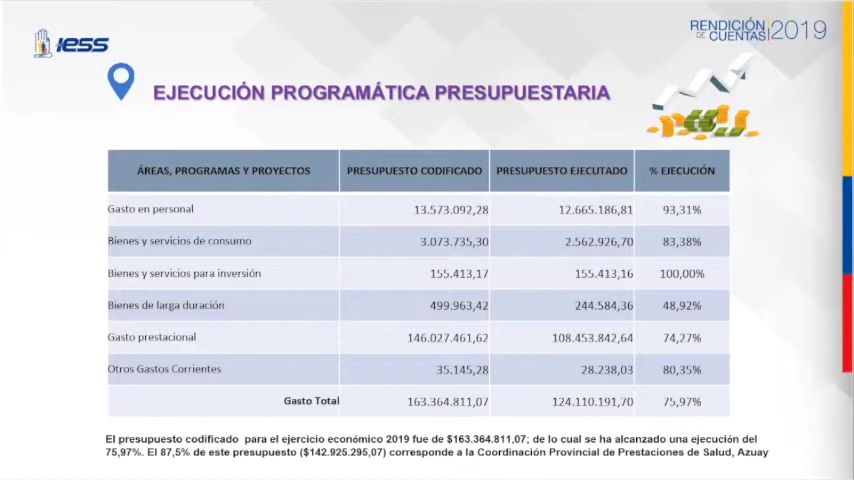 IESS
RENDICIÓN DE CUENTAS 2019
EJECUCIÓN PROGRAMÁTICA PRESUPUESTARIA
ÁREAS, PROGRAMAS Y PROYECTOS PRESUPUESTO CODIFICADO PRESUPUESTO EJECUTADO % EJECUCIÓN
Gasto en personal 13.573.092,28 12.665.186,81 93,31%
Bienes y servicios de consumo 3.073.735,30 2.562.926,70 83,38%
Bienes y servicios para inversión 155.413,17 155.413,16 100,00%
Bienes de larga duración 499.963,42 244.584,36 48,92%
Gasto prestacional 146.027.461,62 108.453.842,64 74,27%
Otros Gastos Corrientes 35.145,28 28.238,03 80,35%
Gasto Total 163.364.811,07 124.110.191,70 75,97%
El presupuesto codificado para el ejercicio económico 2019 fue de $163.364.811,07; de lo cual se ha alcanzado una ejecución del
75,97%. El 87,5% de este presupuesto ($142.925.295,07) corresponde a la Coordinación Provincial de Prestaciones de Salud, Azuay